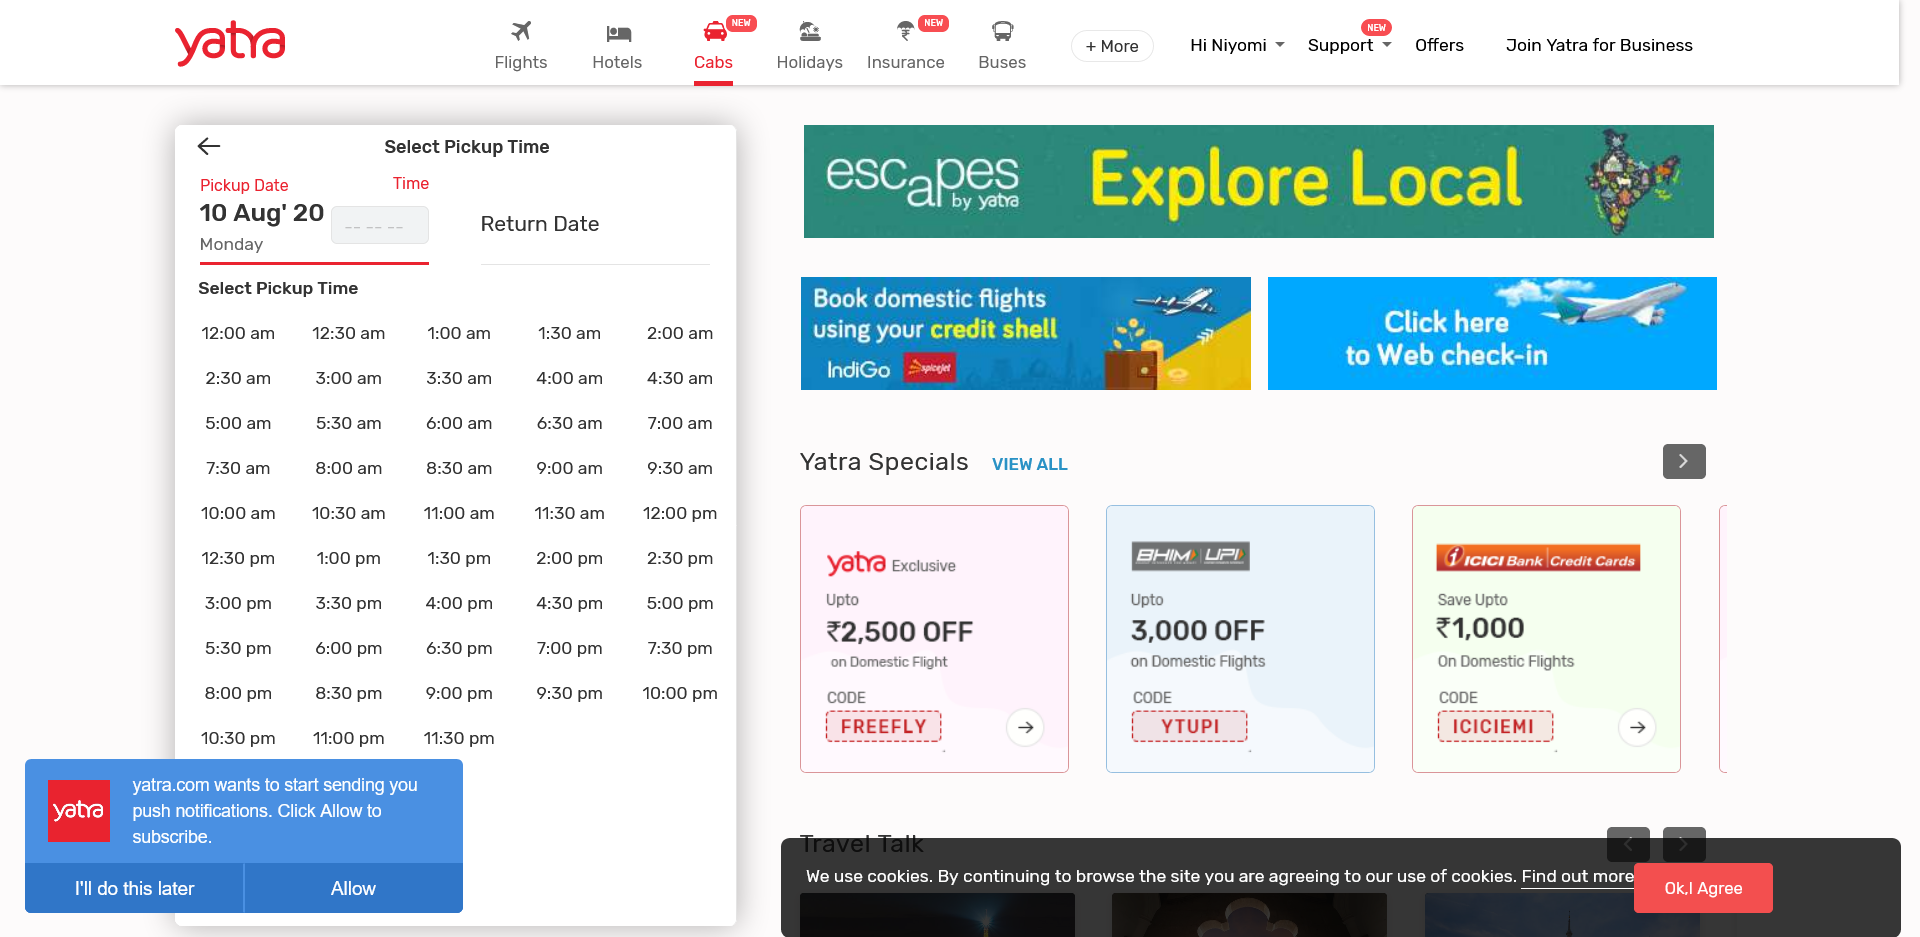 yatra
Flights
Hotels
NEW
Cabs
Holidays
NEW
Insurance
Buses
+ More
Hi Niyomi
NEW
Support
Offers
Join Yatra for Business
Select Pickup Time
Pickup Date
Time
10 Aug' 20
-- -- --
Monday
Return Date
Select Pickup Time
12:00 am 12:30 am 1:00 am 1:30 am 2:00 am
2:30 am 3:00 am 3:30 am 4:00 am 4:30 am
5:00 am 5:30 am 6:00 am 6:30 am 7:00 am
7:30 am 8:00 am 8:30 am 9:00 am 9:30 am
10:00 am 10:30 am 11:00 am 11:30 am 12:00 pm
12:30 pm 1:00 pm 1:30 pm 2:00 pm 2:30 pm
3:00 pm 3:30 pm 4:00 pm 4:30 pm 5:00 pm
5:30 pm 6:00 pm 6:30 pm 7:00 pm 7:30 pm
8:00 pm 8:30 pm 9:00 pm 9:30 pm 10:00 pm
10:30 pm 11:00 pm 11:30 pm
yatra
yatra.com wants to start sending you
push notifications. Click Allow to
subscribe.
I'll do this later
Allow
escapes
by yatra
Explore Local
Book domestic flights
using your credit shell
IndiGo spicejet
Click here
to Web check-in
Yatra Specials VIEW ALL
yatra Exclusive
Upto
₹2,500 OFF
on Domestic Flight
CODE
FREEFLY
BHIM UPI
Upto
3,000 OFF
on Domestic Flights
CODE
YTUPI
ICICI Bank Credit Cards
Save Upto
₹1,000
On Domestic Flights
CODE
ICICIEMI
Travel Talk
We use cookies. By continuing to browse the site you are agreeing to our use of cookies. Find out more
Ok,I Agree